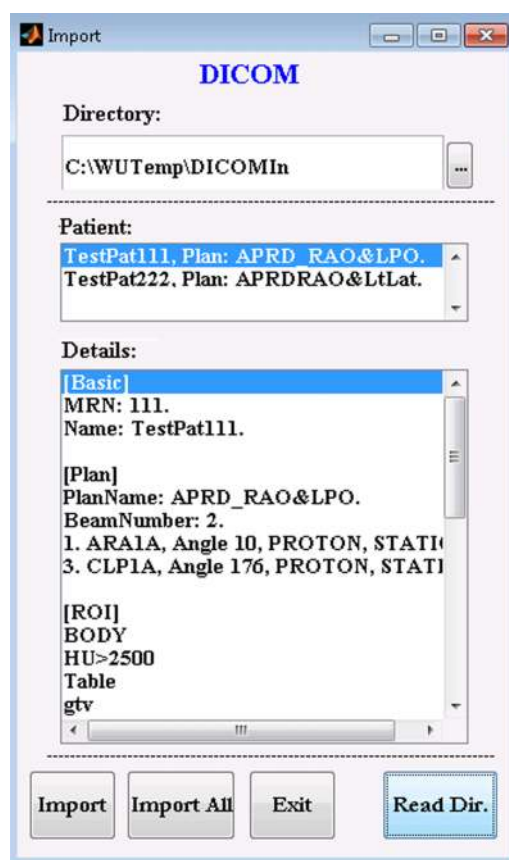 Import
DICOM
Directory:
C:\WUTemp\DICOMIn
...
Patient:
TestPat111, Plan: APRD_RAO&LPO.
TestPat222, Plan: APRDRAO&LtLat.
Details:
[Basic]
MRN: 111.
Name: TestPat111.
[Plan]
PlanName: APRD_RAO&LPO.
BeamNumber: 2.
1. ARA1A, Angle 10, PROTON, STATI
3. CLP1A, Angle 176, PROTON, STATI
[ROI]
BODY
HU>2500
Table
gtv
Import Import All Exit Read Dir.